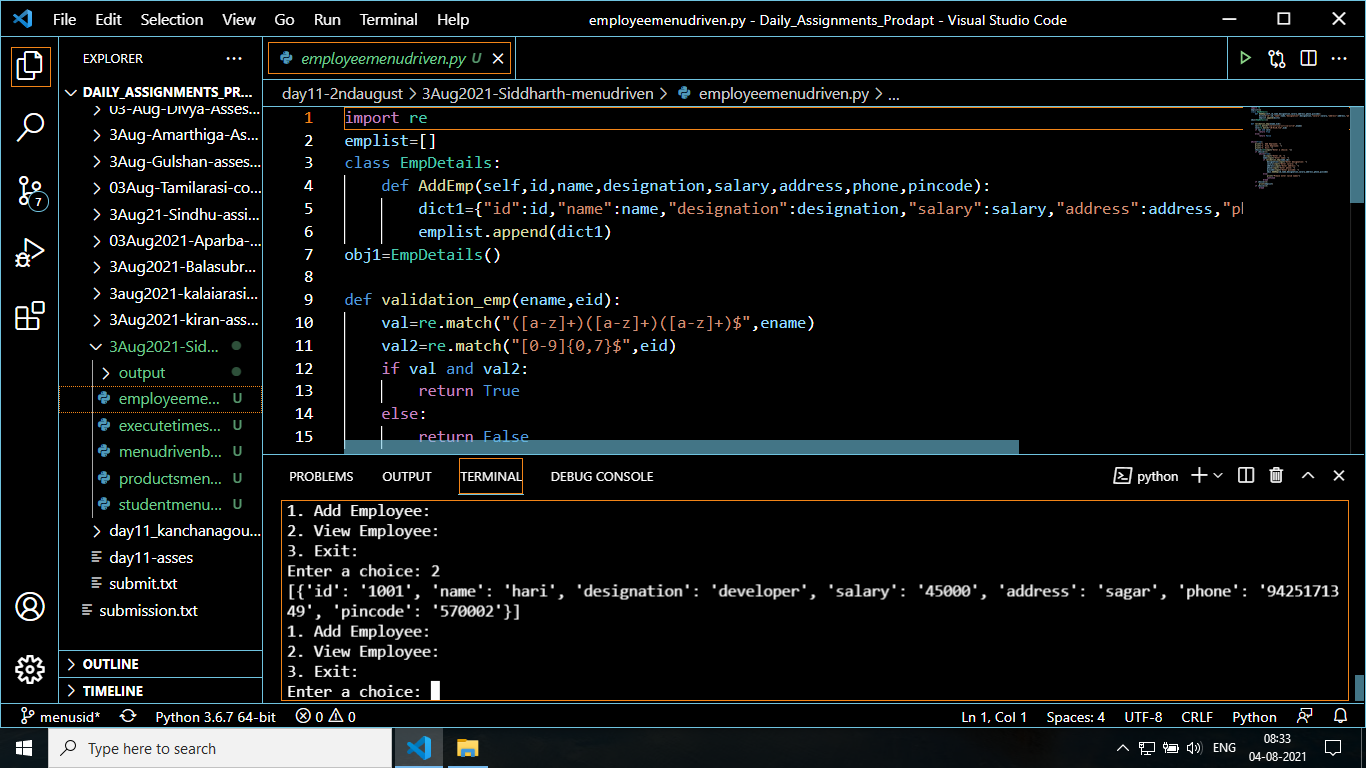 File Edit Selection View Go Run Terminal Help
employeemenudriven.py - Daily_Assignments_Prodapt - Visual Studio Code
EXPLORER ...
DAILY_ASSIGNMENTS_PR...
03-Aug-Divya-Asses...
3Aug-Amarthiga-As...
3Aug-Gulshan-asses...
03Aug-Tamilarasi-co...
3Aug21-Sindhu-assi...
03Aug2021-Aparba-...
3Aug2021-Balasubr...
3aug2021-kalaiarasi...
3Aug2021-kiran-ass...
3Aug2021-Sid...
output
employeeme... U
executetimes... U
menudrivenb... U
productsmen... U
studentmenu... U
day11_kanchanagou...
day11-asses
submit.txt
submission.txt
OUTLINE
TIMELINE
7
employeemenudriven.py U
day11-2ndaugust > 3Aug2021-Siddharth-menudriven > employeemenudriven.py > ...
1 import re
2 emplist=[]
3 class EmpDetails:
4 def AddEmp(self,id,name,designation,salary,address,phone,pincode):
5 dict1={"id":id,"name":name,"designation":designation,"salary":salary,"address":address,"ph
6 emplist.append(dict1)
7 obj1=EmpDetails()
8
9 def validation_emp(ename,eid):
10 val=re.match("([a-z]+)([a-z]+)([a-z]+)$",ename)
11 val2=re.match("[0-9]{0,7}$",eid)
12 if val and val2:
13 return True
14 else:
15 return False
PROBLEMS OUTPUT TERMINAL DEBUG CONSOLE
python
1. Add Employee:
2. View Employee:
3. Exit:
Enter a choice: 2
[{'id': '1001', 'name': 'hari', 'designation': 'developer', 'salary': '45000', 'address': 'sagar', 'phone': '94251713
49', 'pincode': '570002'}]
1. Add Employee:
2. View Employee:
3. Exit:
Enter a choice:
menusid* Python 3.6.7 64-bit 0 0
Ln 1, Col 1 Spaces: 4 UTF-8 CRLF Python
Type here to search
ENG
08:33
04-08-2021